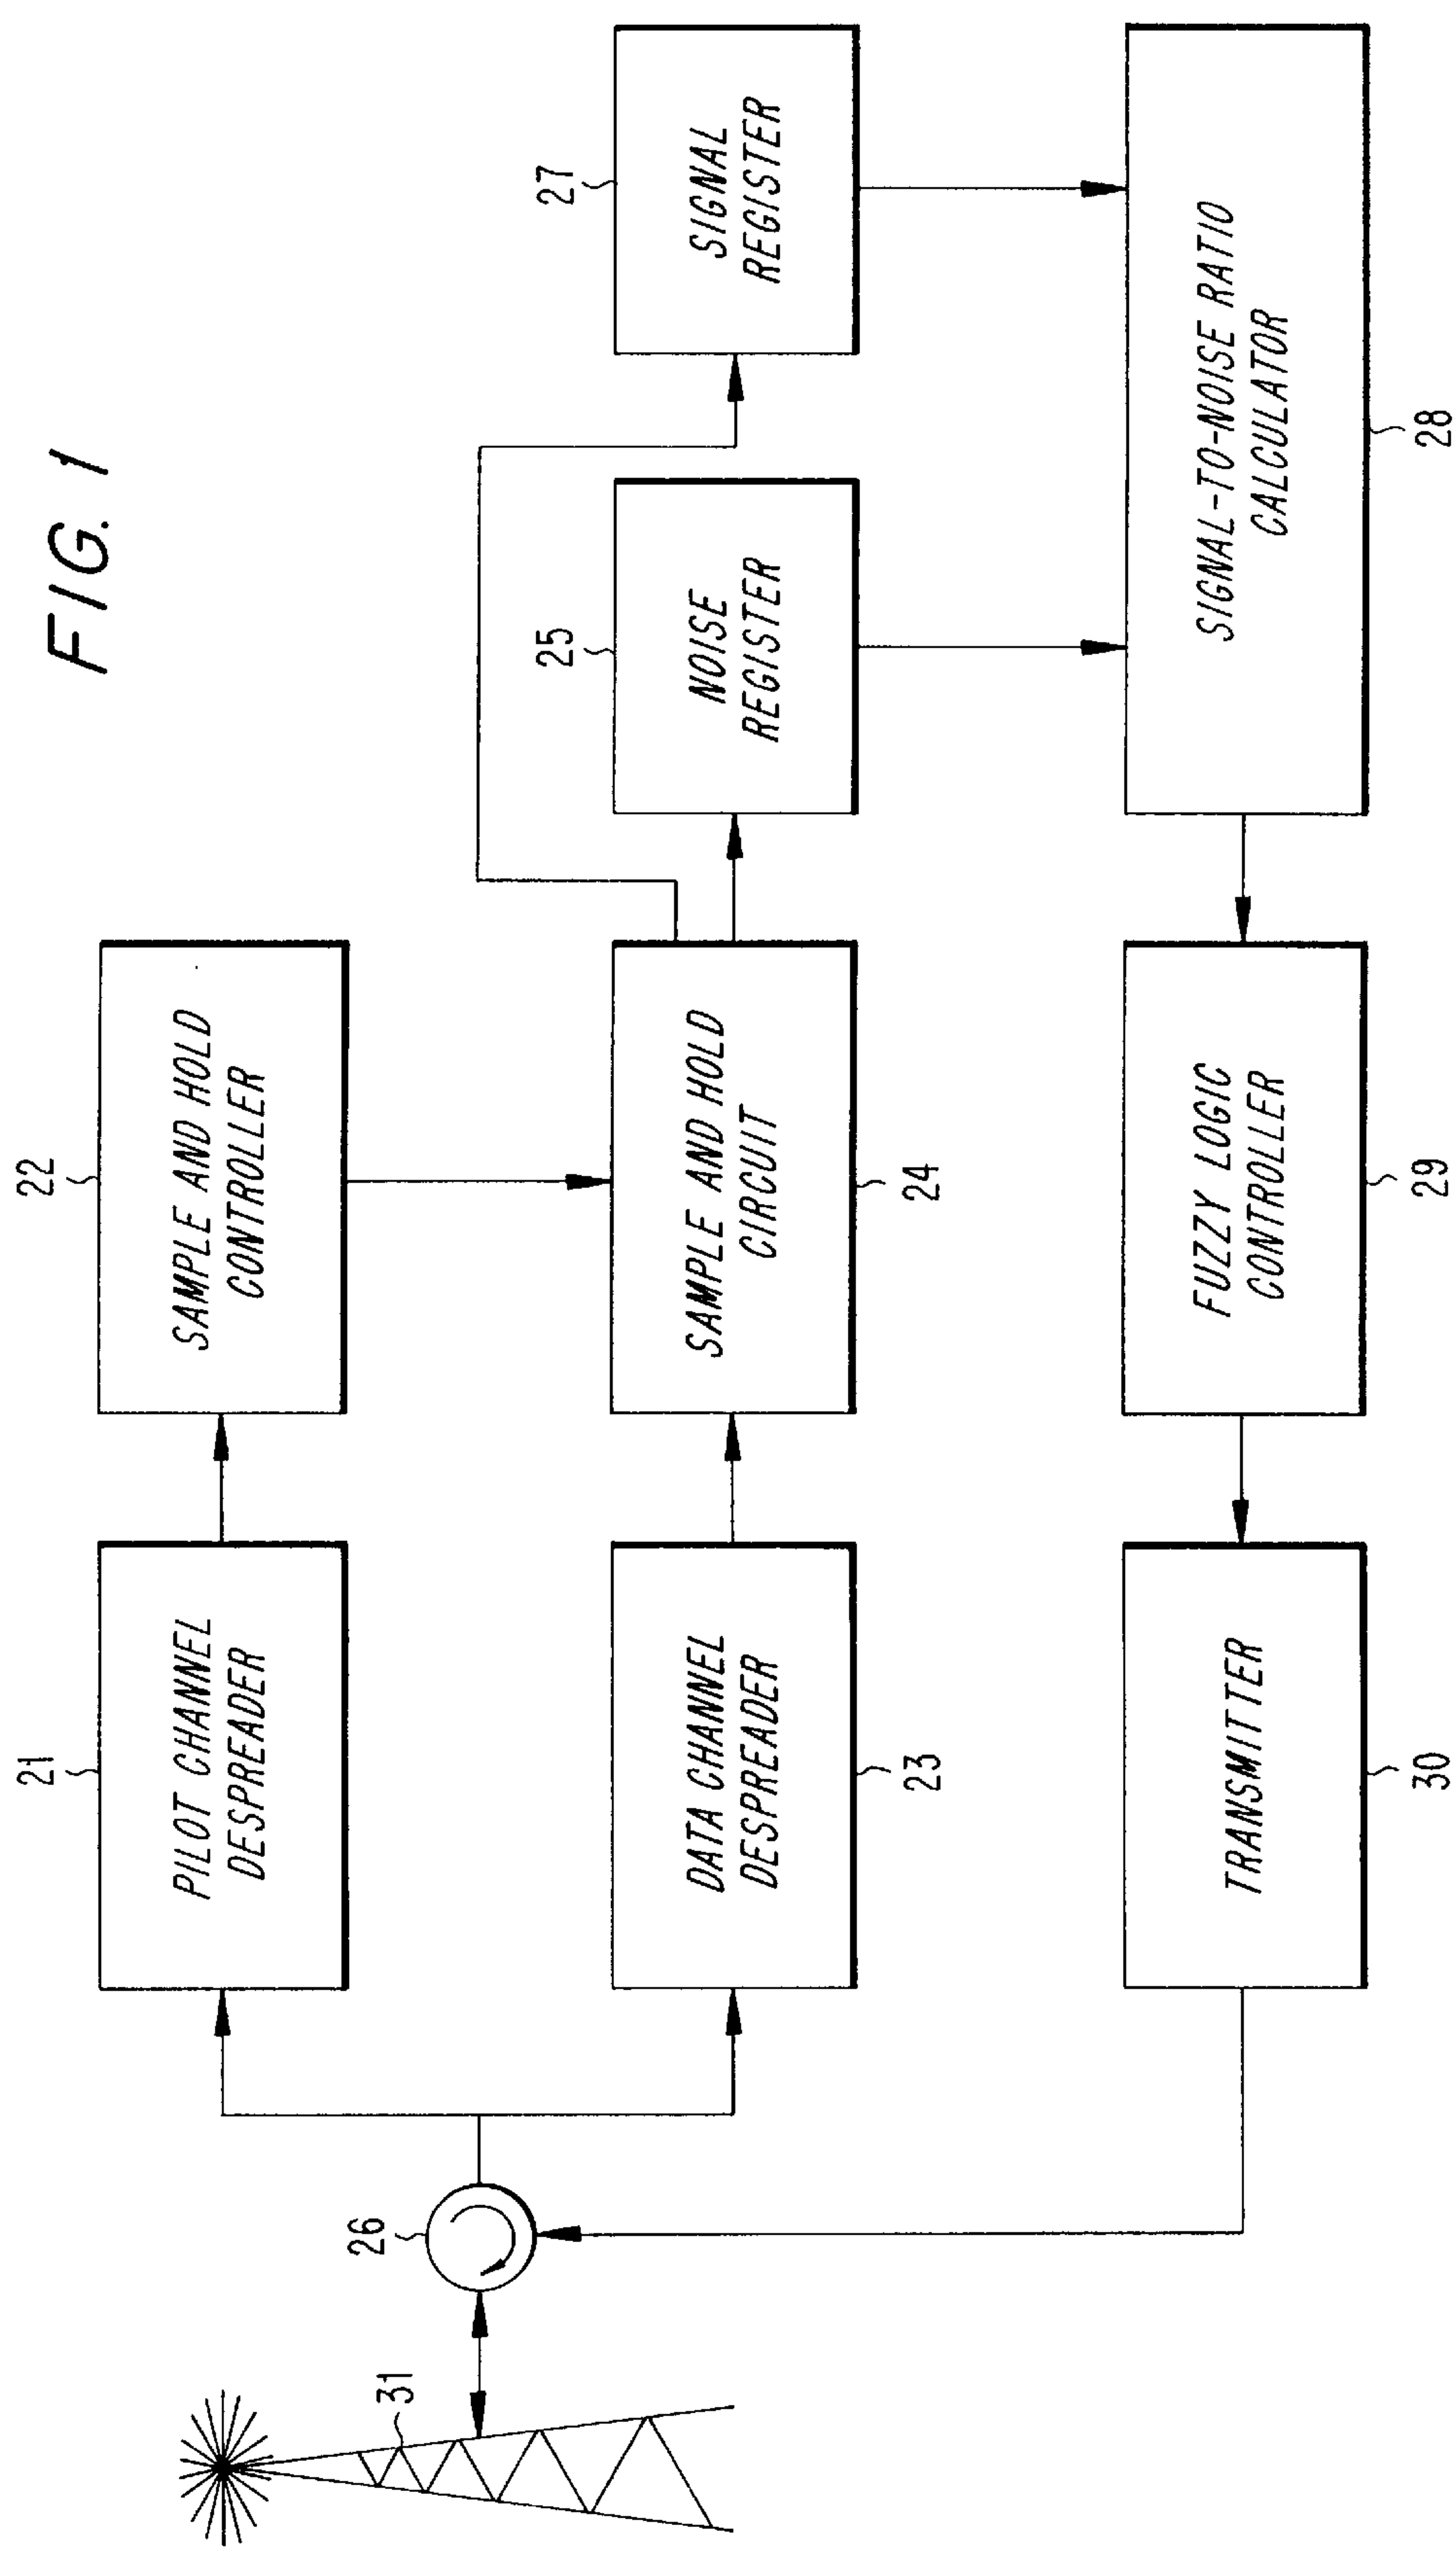 FIG. 1
21
PILOT CHANNEL
DESPREADER
22
SAMPLE AND HOLD
CONTROLLER
26
31
DATA CHANNEL
DESPREADER
23
SAMPLE AND HOLD
CIRCUIT
24
25
NOISE
REGISTER
27
SIGNAL
REGISTER
TRANSMITTER
30
FUZZY LOGIC
CONTROLLER
29
SIGNAL-TO-NOISE RATIO
CALCULATOR
28